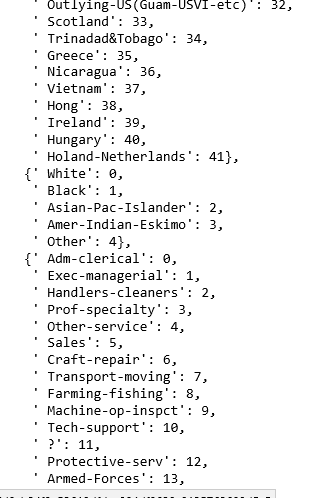 ' Outlying-US(Guam-USVI-etc)': 32,
' Scotland': 33,
' Trinadad&Tobago': 34,
' Greece': 35,
' Nicaragua': 36,
' Vietnam': 37,
' Hong': 38,
' Ireland': 39,
' Hungary': 40,
' Holand-Netherlands': 41},
{' White': 0,
' Black': 1,
' Asian-Pac-Islander': 2,
' Amer-Indian-Eskimo': 3,
' Other': 4},
{' Adm-clerical': 0,
' Exec-managerial': 1,
' Handlers-cleaners': 2,
' Prof-specialty': 3,
' Other-service': 4,
' Sales': 5,
' Craft-repair': 6,
' Transport-moving': 7,
' Farming-fishing': 8,
' Machine-op-inspct': 9,
' Tech-support': 10,
' ?': 11,
' Protective-serv': 12,
' Armed-Forces': 13,